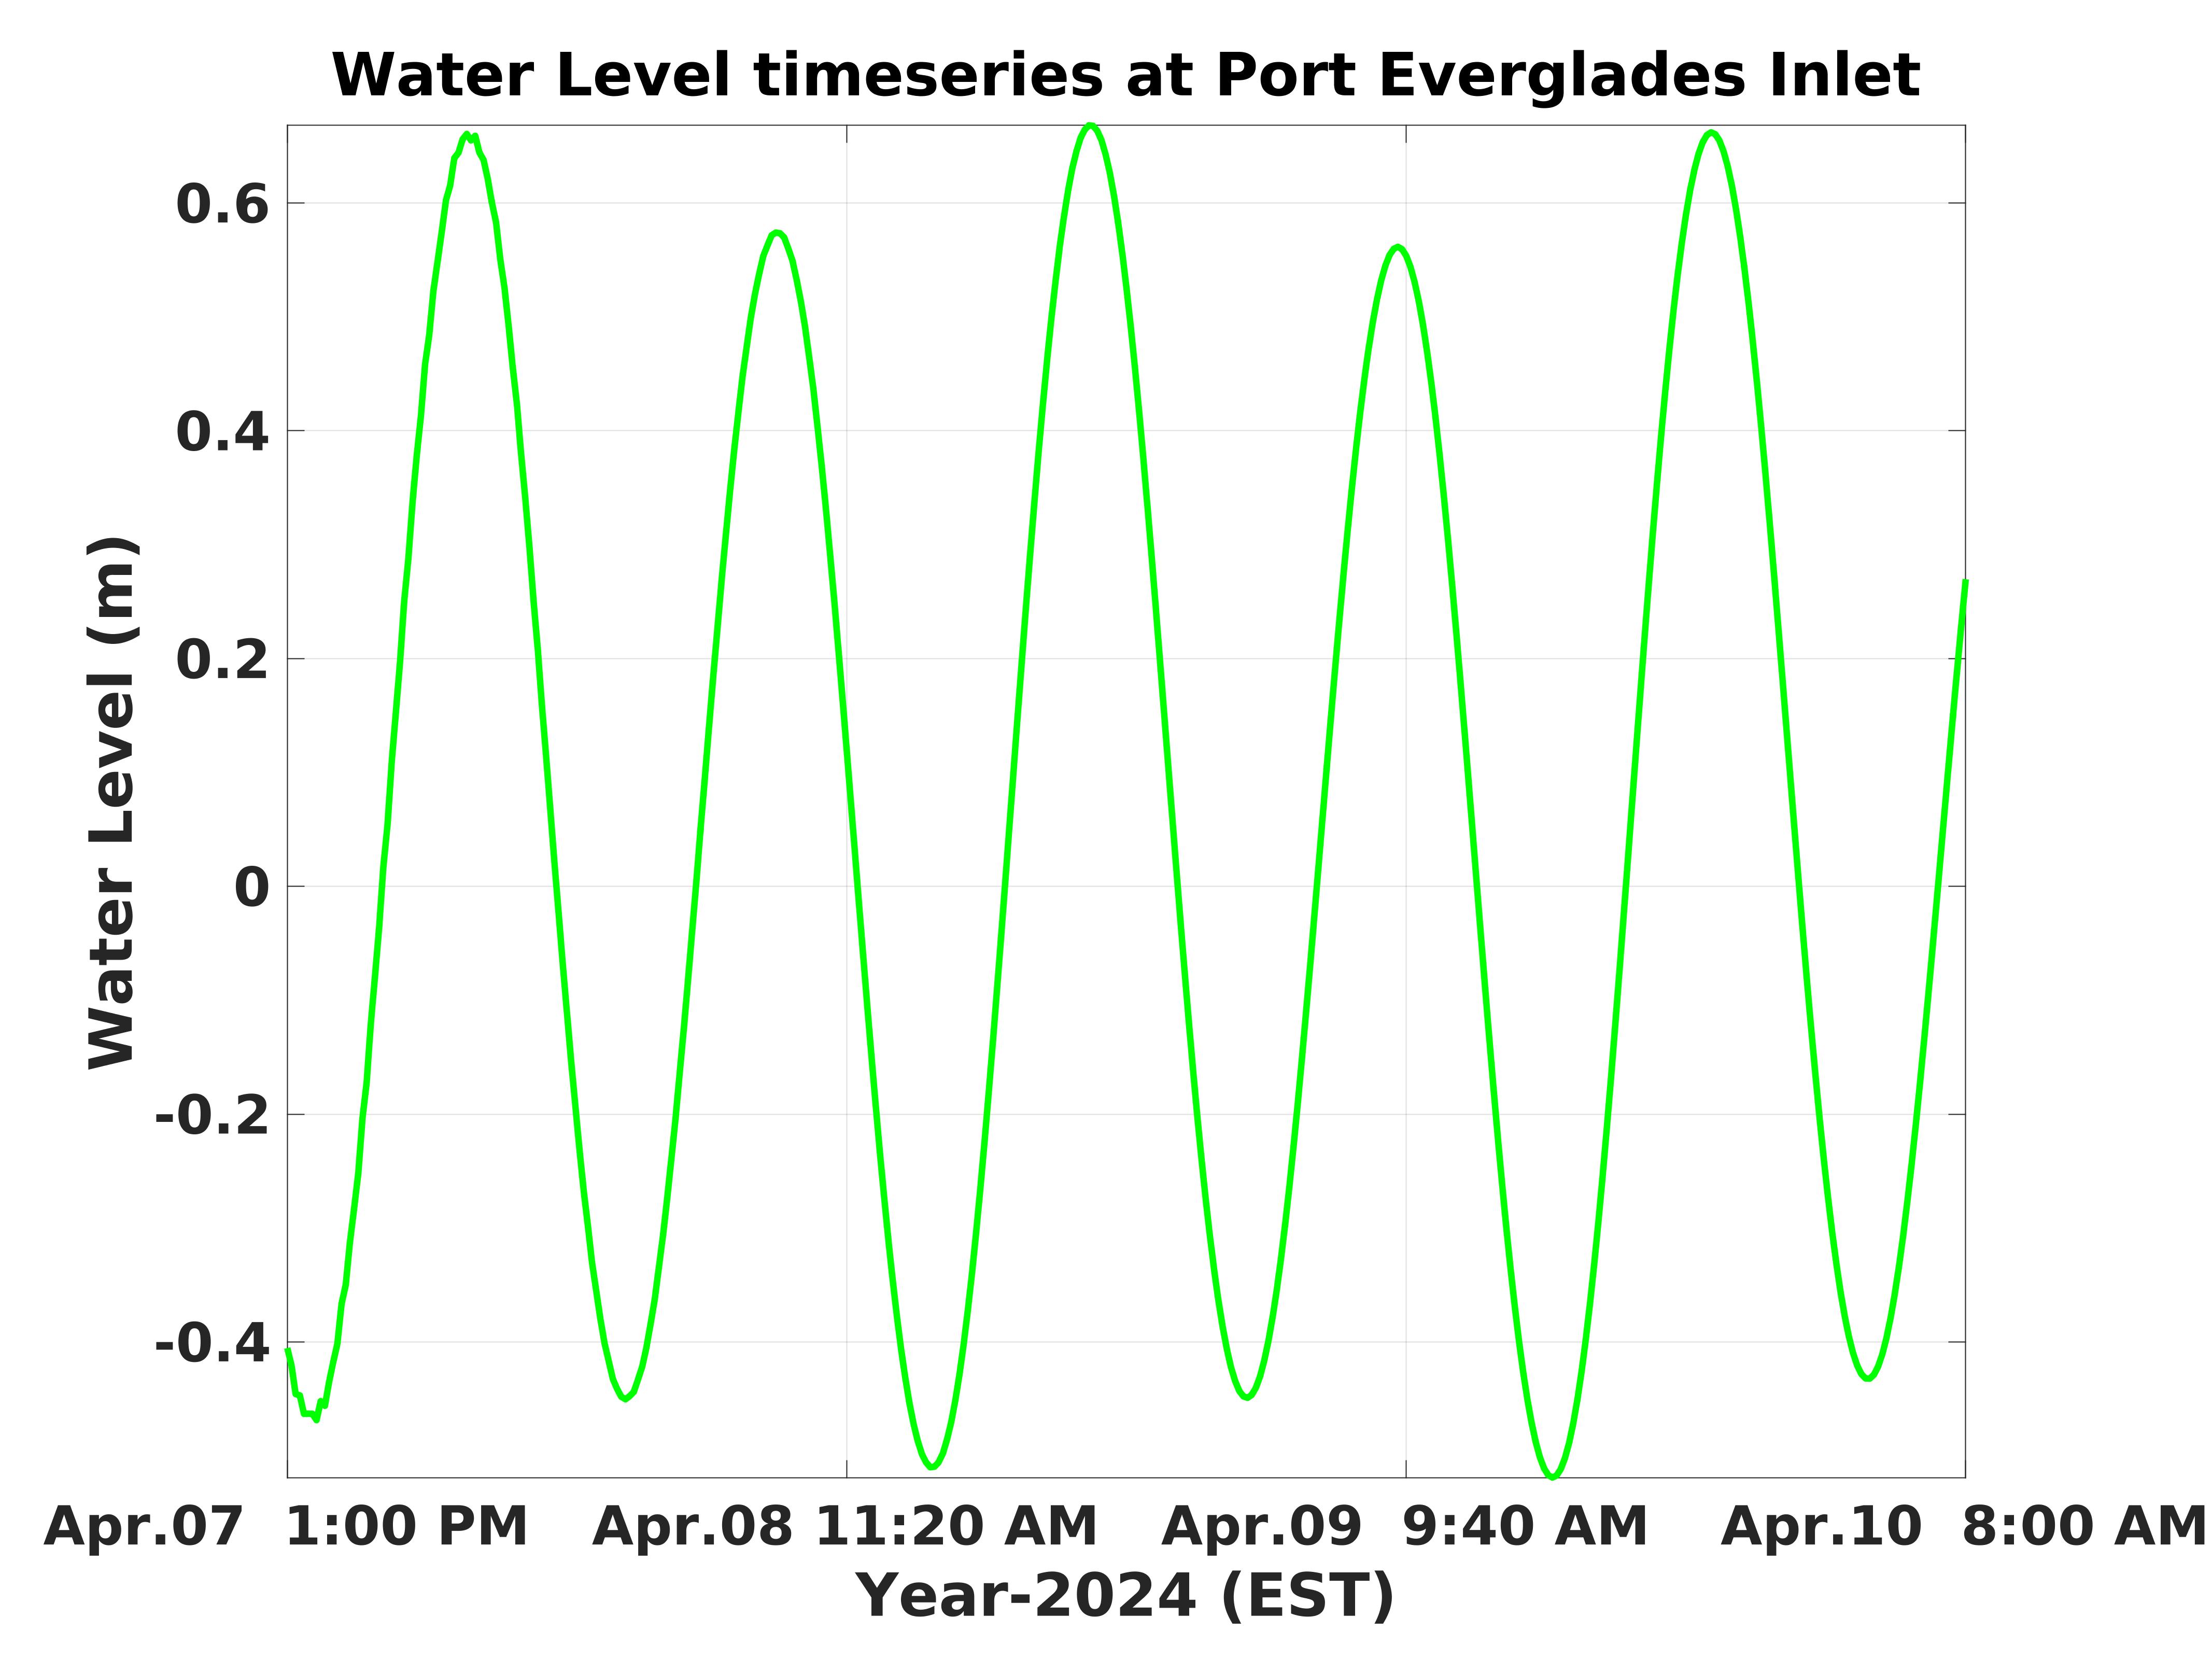 Water Level timeseries at Port Everglades Inlet
0.6
0.4
0.2
0
-0.2
-0.4
Water Level (m)
Apr.07 1:00 PM Apr.08 11:20 AM Apr.09 9:40 AM Apr.10 8:00 AM
Year-2024 (EST)